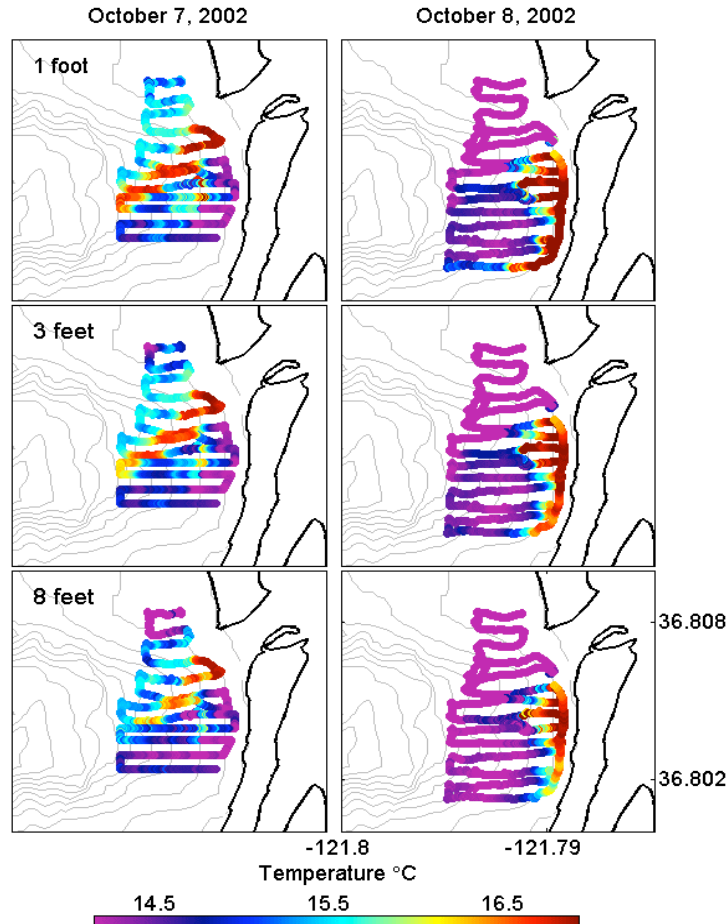 October 7, 2002
October 8, 2002
1 foot
3 feet
8 feet
36.808
36.802
-121.8
-121.79
Temperature °C
14.5
15.5
16.5